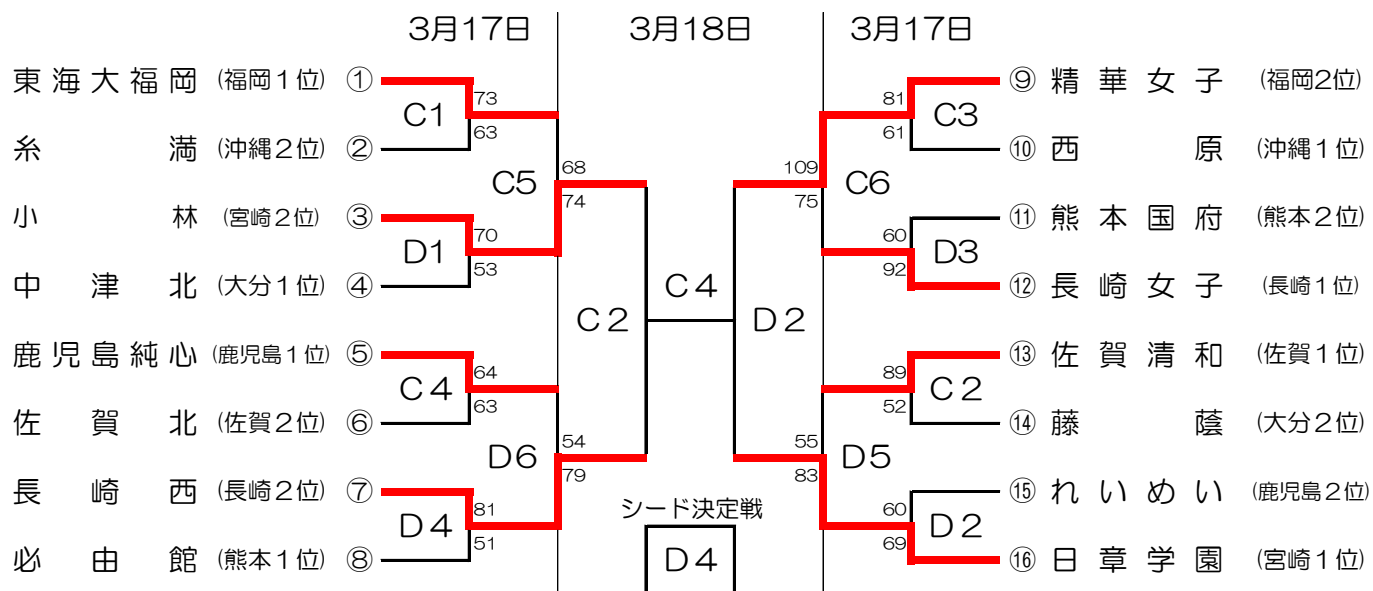 3月17日 3月18日 3月17日
東海大福岡 (福岡1位) ① 73 C1 63
糸満 (沖縄2位) ②
C5 68 74
小林 (宮崎2位) ③ 70 D1 53
中津北 (大分1位) ④
C2
鹿児島純心 (鹿児島1位) ⑤ 64 C4 63
佐賀北 (佐賀2位) ⑥
D6 54 79
長崎西 (長崎2位) ⑦ 81 D4 51
必由館 (熊本1位) ⑧
C4
シード決定戦
D4
81 C3 61 ⑨ 精華女子 (福岡2位)
⑩ 西原 (沖縄1位)
109 75 C6
60 D3 92 ⑪ 熊本国府 (熊本2位)
⑫ 長崎女子 (長崎1位)
D2
89 C2 52 ⑬ 佐賀清和 (佐賀1位)
⑭ 藤蔭 (大分2位)
55 83 D5
60 D2 69 ⑮ れいめい (鹿児島2位)
⑯ 日章学園 (宮崎1位)